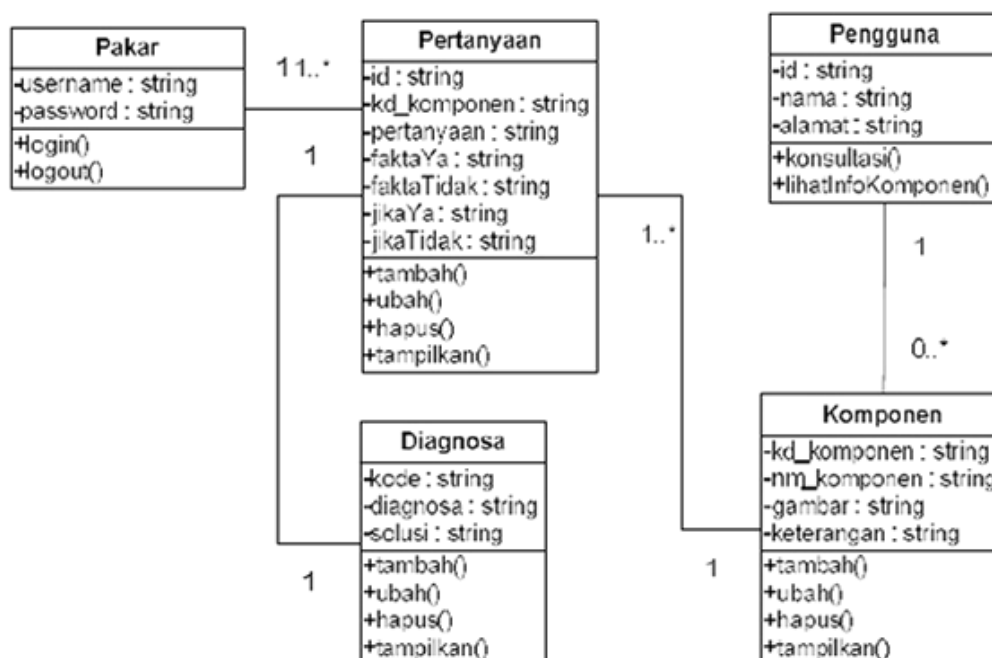 Pakar
-username : string
-password : string
+login()
+logout()
1 1..*
Pertanyaan
-id : string
-kd_komponen : string
-pertanyaan : string
-faktaYa : string
-faktaTidak : string
-jikaYa : string
-jikaTidak : string
+tambah()
+ubah()
+hapus()
+tampilkan()
1
1..*
Pengguna
-id : string
-nama : string
-alamat : string
+konsultasi()
+lihatInfoKomponen()
1
0..*
Diagnosa
-kode : string
-diagnosa : string
-solusi : string
+tambah()
+ubah()
+hapus()
+tampilkan()
1
1
Komponen
-kd_komponen : string
-nm_komponen : string
-gambar : string
-keterangan : string
+tambah()
+ubah()
+hapus()
+tampilkan()